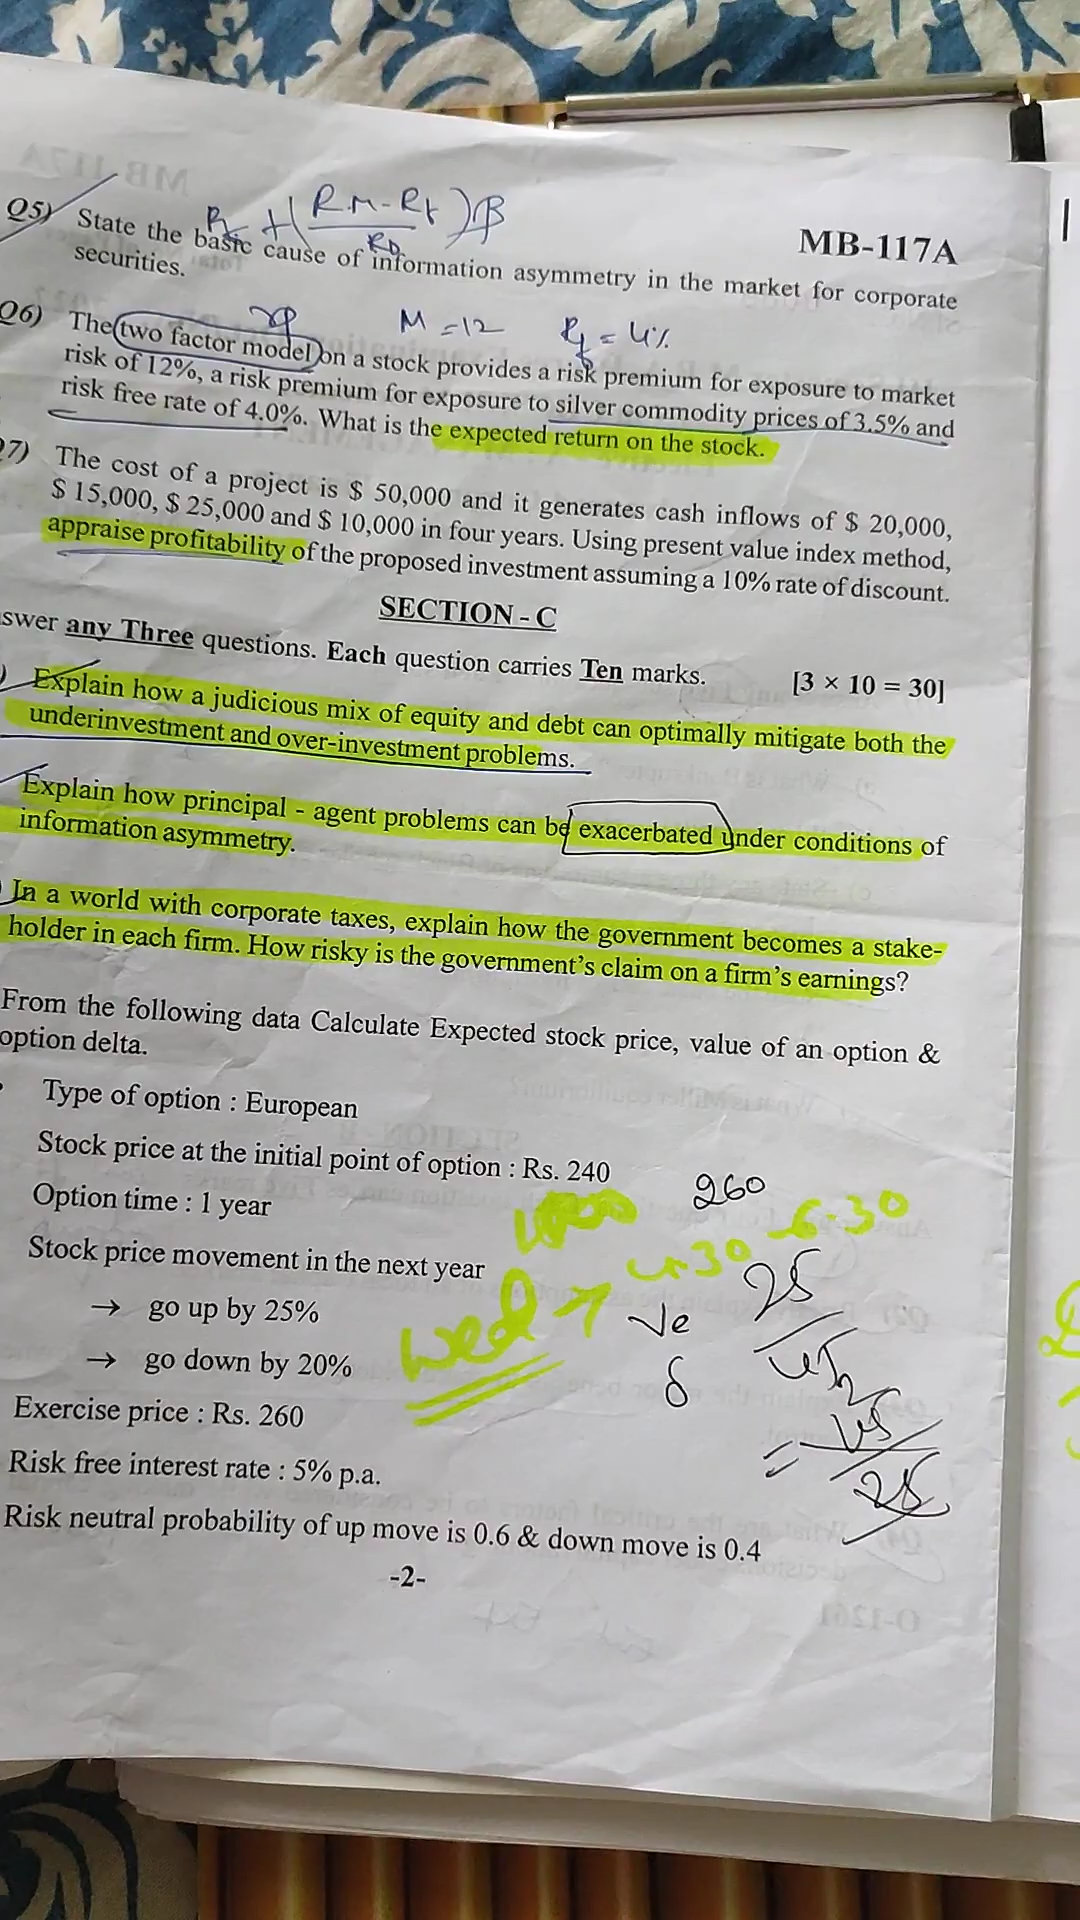 Rf + (RM-Rf)β
RP
MB-117A
Q5) State the basic cause of information asymmetry in the market for corporate
securities.
M =12 Rf = 4%
Q6) The two factor model on a stock provides a risk premium for exposure to market
risk of 12%, a risk premium for exposure to silver commodity prices of 3.5% and
risk free rate of 4.0%. What is the expected return on the stock.
7) The cost of a project is $ 50,000 and it generates cash inflows of $ 20,000,
$ 15,000, $ 25,000 and $ 10,000 in four years. Using present value index method,
appraise profitability of the proposed investment assuming a 10% rate of discount.
SECTION - C
swer any Three questions. Each question carries Ten marks. [3 × 10 = 30]
) Explain how a judicious mix of equity and debt can optimally mitigate both the
underinvestment and over-investment problems.
Explain how principal - agent problems can be exacerbated under conditions of
information asymmetry.
In a world with corporate taxes, explain how the government becomes a stake-
holder in each firm. How risky is the government's claim on a firm's earnings?
From the following data Calculate Expected stock price, value of an option &
option delta.
Type of option : European
Stock price at the initial point of option : Rs. 240
260
Option time : 1 year
4.30 - 6.30
Stock price movement in the next year
→ go up by 25%
wed
→ go down by 20%
Exercise price : Rs. 260
Risk free interest rate : 5% p.a.
25
Risk neutral probability of up move is 0.6 & down move is 0.4
-2-